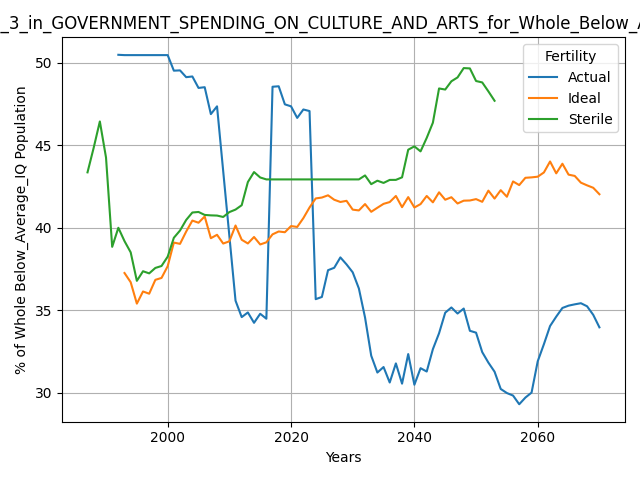 _3_in_GOVERNMENT_SPENDING_ON_CULTURE_AND_ARTS_for_Whole_Below_A
Fertility
Actual
Ideal
Sterile
% of Whole Below_Average_IQ Population
50
45
40
35
30
2000
2020
2040
2060
Years